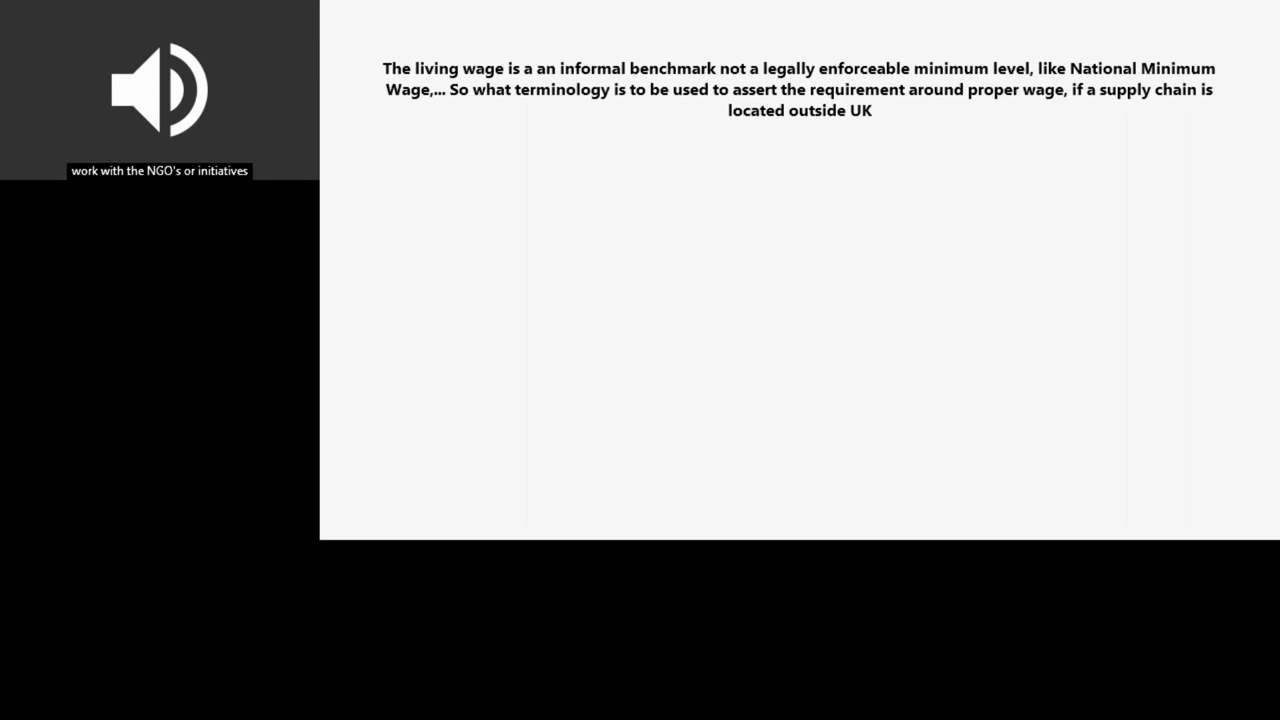 The living wage is a an informal benchmark not a legally enforceable minimum level, like National Minimum
Wage,... So what terminology is to be used to assert the requirement around proper wage, if a supply chain is
located outside UK
work with the NGO's or initiatives